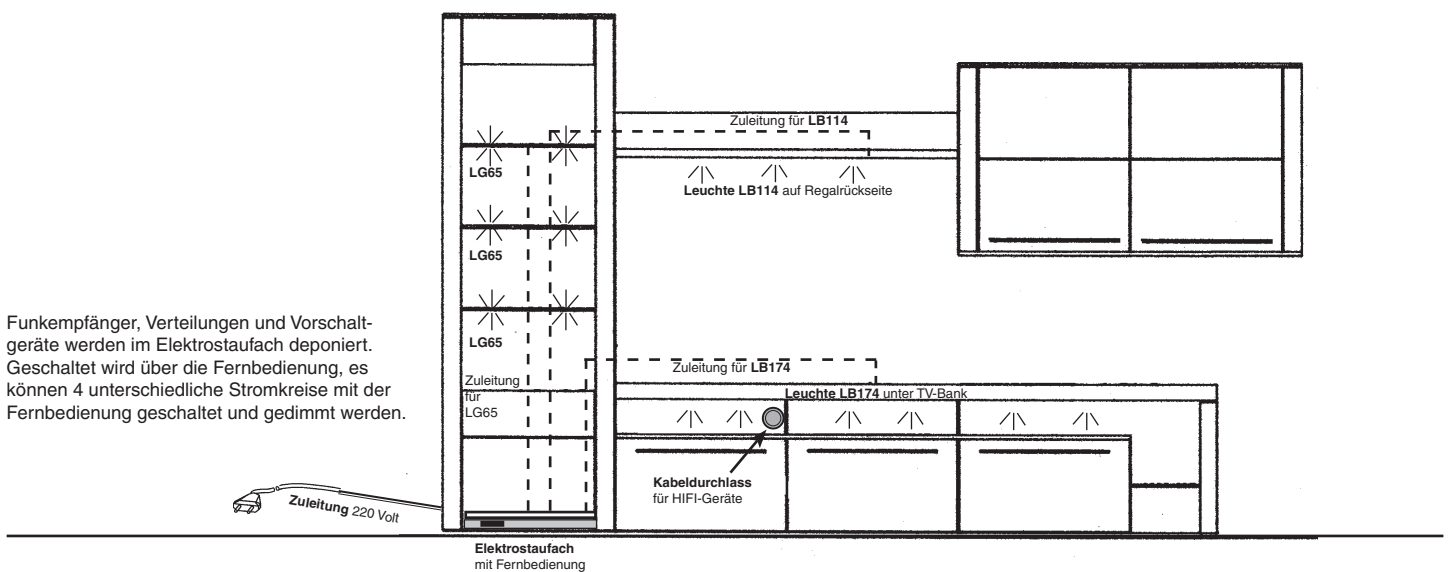 Zuleitung für LB114
LG65
Leuchte LB114 auf Regalrückseite
LG65
Funkempfänger, Verteilungen und Vorschalt-
geräte werden im Elektrostaufach deponiert.
Geschaltet wird über die Fernbedienung, es
können 4 unterschiedliche Stromkreise mit der
Fernbedienung geschaltet und gedimmt werden.
LG65
Zuleitung für LB174
Zuleitung
für
LG65
Leuchte LB174 unter TV-Bank
Kabeldurchlass
für HIFI-Geräte
Zuleitung 220 Volt
Elektrostaufach
mit Fernbedienung